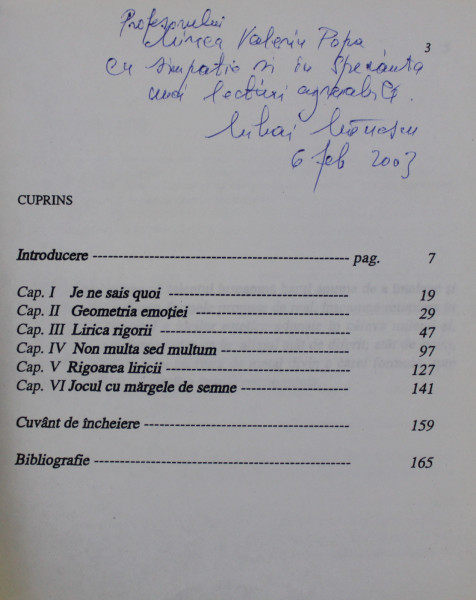 Profesorului
Mircea Valeriu Popa
3
cu simpatie și in speranța
unei lecturi agreabile.
Mihai
6 feb 2003
CUPRINS
Introducere ---------------------------------------------------- pag. 7
Cap. I Je ne sais quoi ---------------------------------------- 19
Cap. II Geometria emoției ------------------------------------ 29
Cap. III Lirica rigorii ------------------------------------------ 47
Cap. IV Non multa sed multum ------------------------------ 97
Cap. V Rigoarea liricii ---------------------------------------- 127
Cap. VI Jocul cu mărgele de semne ------------------------- 141
Cuvânt de încheiere ------------------------------------------ 159
Bibliografie ---------------------------------------------------- 165